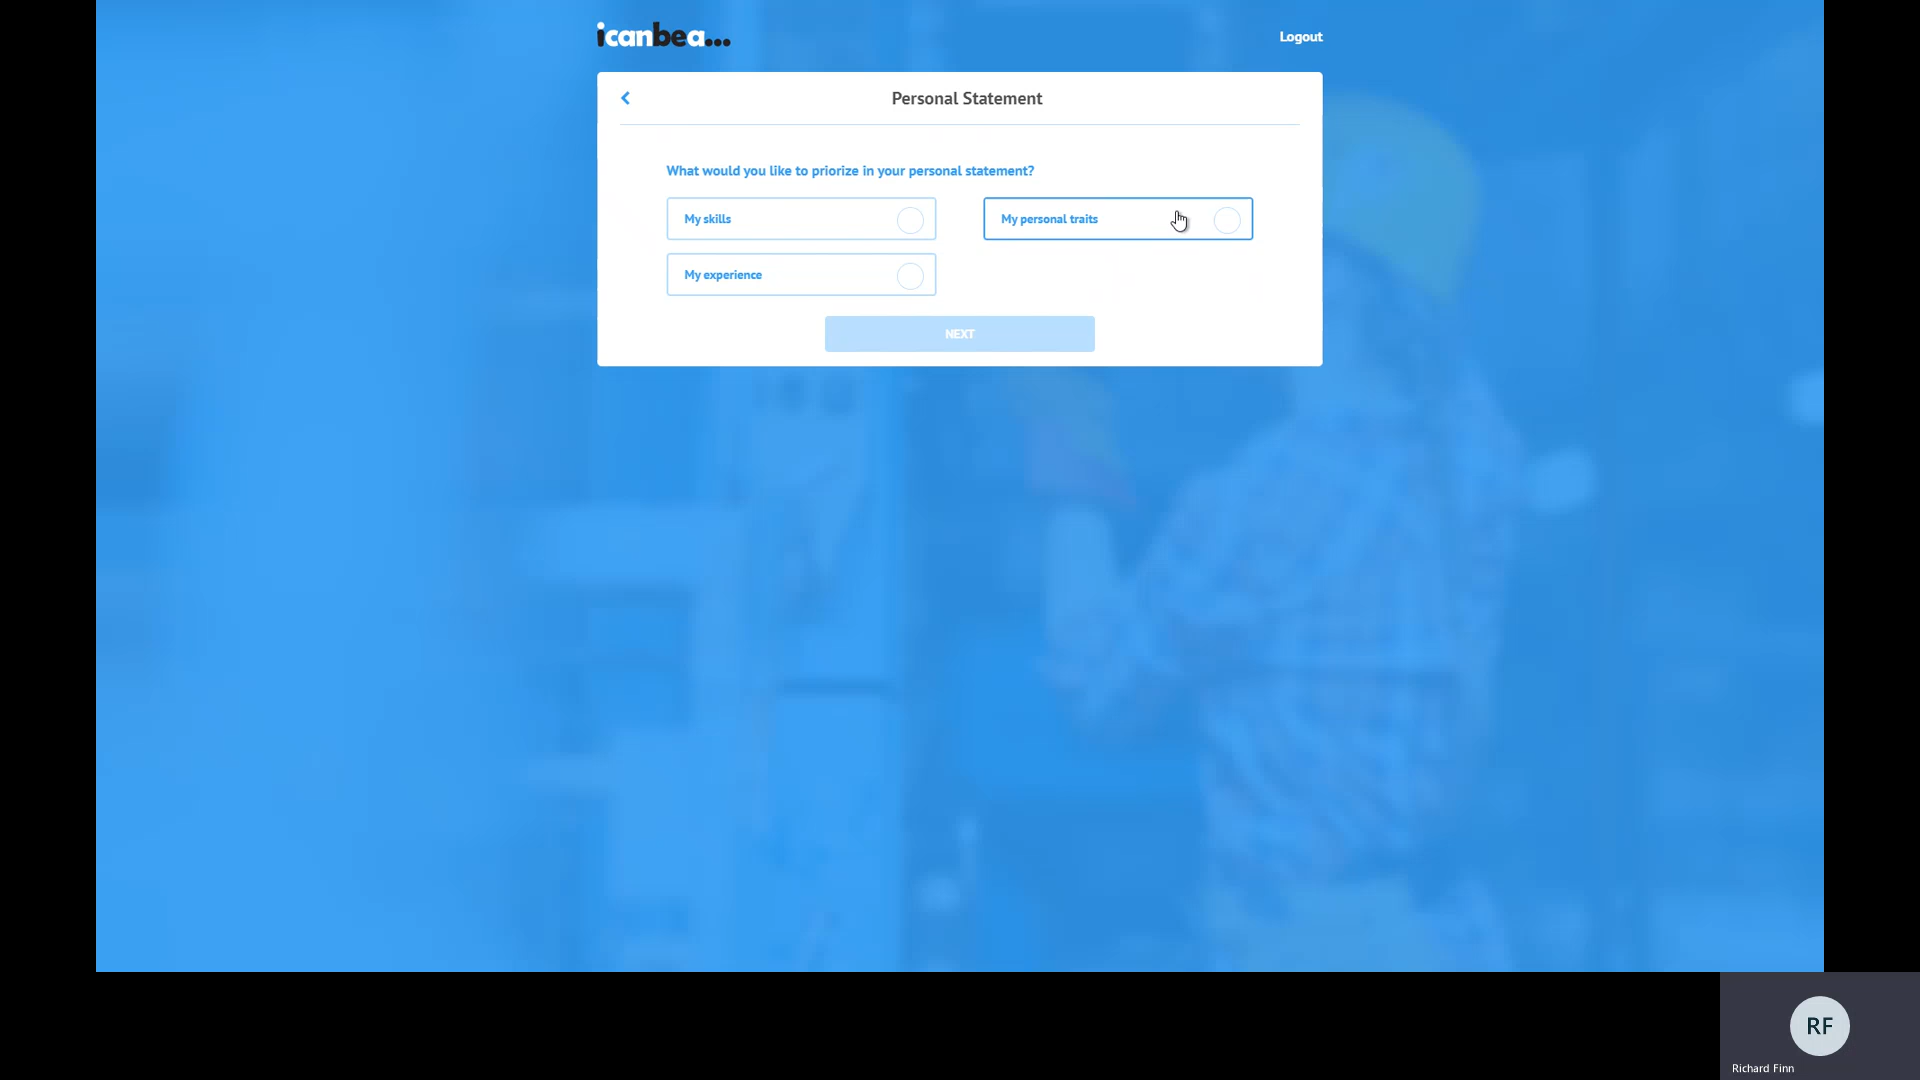 icanbea...
Logout
Personal Statement
What would you like to priorize in your personal statement?
My skills
My personal traits
My experience
NEXT
RF
Richard Finn